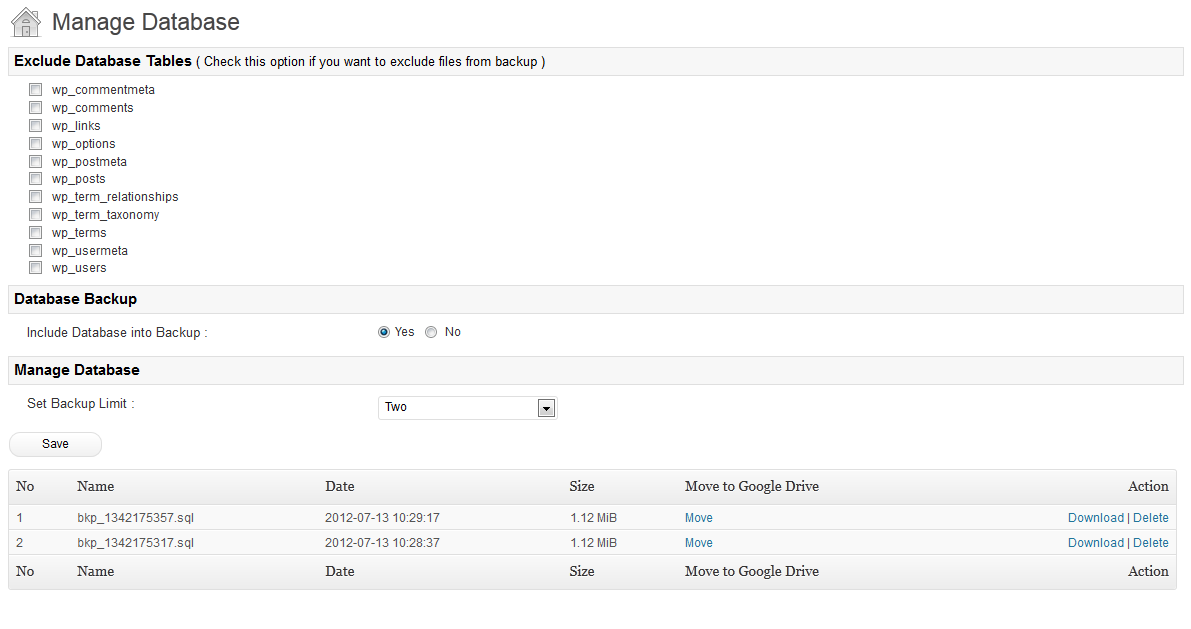 Manage Database
Exclude Database Tables ( Check this option if you want to exclude files from backup )
wp_commentmeta
wp_comments
wp_links
wp_options
wp_postmeta
wp_posts
wp_term_relationships
wp_term_taxonomy
wp_terms
wp_usermeta
wp_users
Database Backup
Include Database into Backup : Yes No
Manage Database
Set Backup Limit : Two
Save
No Name Date Size Move to Google Drive Action
1 bkp_1342175357.sql 2012-07-13 10:29:17 1.12 MiB Move Download | Delete
2 bkp_1342175317.sql 2012-07-13 10:28:37 1.12 MiB Move Download | Delete
No Name Date Size Move to Google Drive Action